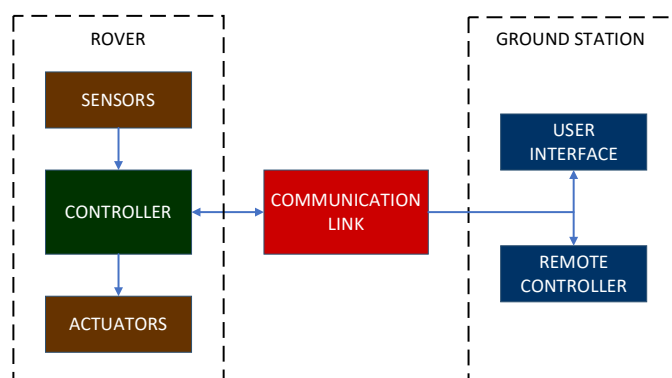 ROVER
SENSORS
CONTROLLER
ACTUATORS
COMMUNICATION
LINK
GROUND STATION
USER
INTERFACE
REMOTE
CONTROLLER